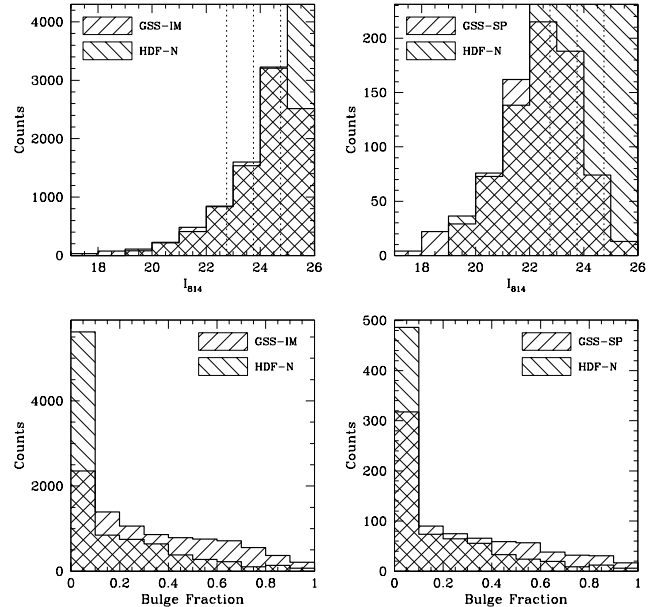 GSS-IM
HDF-N
4000
3000
2000
1000
0
Counts
18 20 22 24 26
I814
GSS-SP
HDF-N
200
150
100
50
0
Counts
18 20 22 24 26
I814
GSS-IM
HDF-N
4000
2000
0
Counts
0 0.2 0.4 0.6 0.8 1
Bulge Fraction
GSS-SP
HDF-N
500
400
300
200
100
0
Counts
0 0.2 0.4 0.6 0.8 1
Bulge Fraction